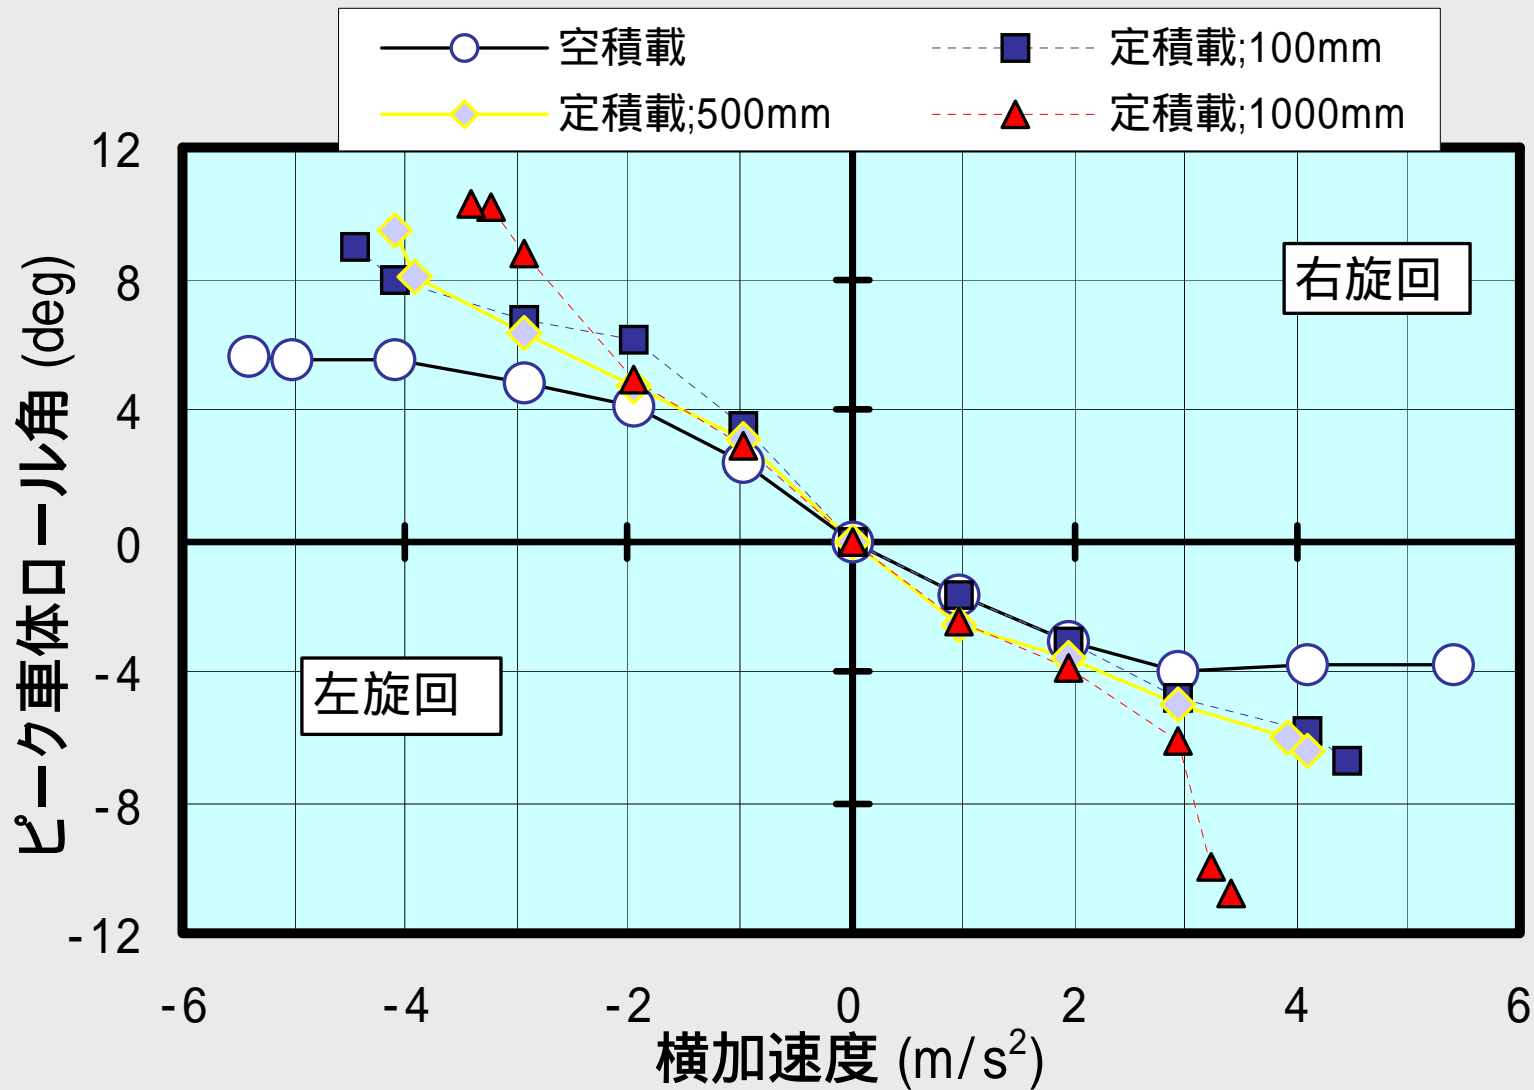 空積載 定積載;100mm
定積載;500mm 定積載;1000mm
12
8
4
0
-4
-8
-12
ピーク車体ロール角 (deg)
右旋回
左旋回
-6 -4 -2 0 2 4 6
横加速度 (m/s²)